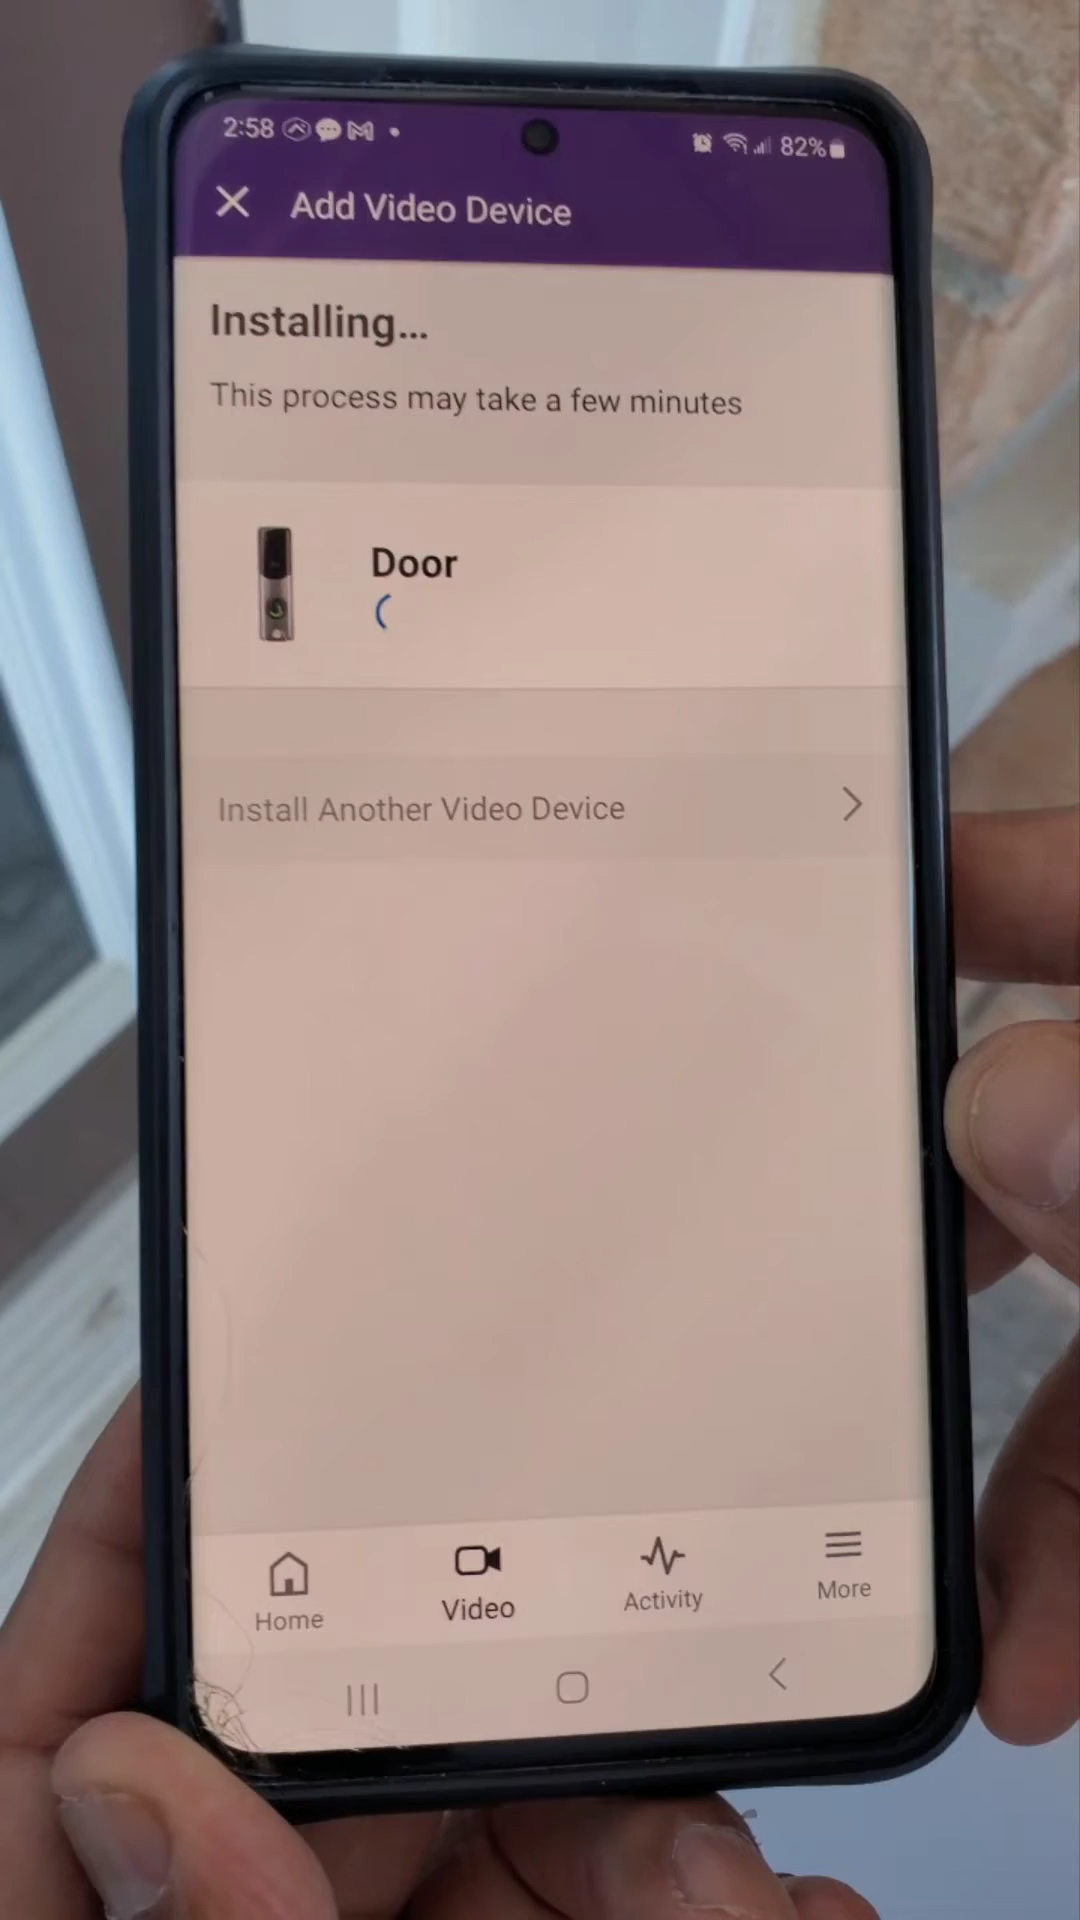 2:58 82%
Add Video Device
Installing...
This process may take a few minutes
Door
Install Another Video Device
Home Video Activity More